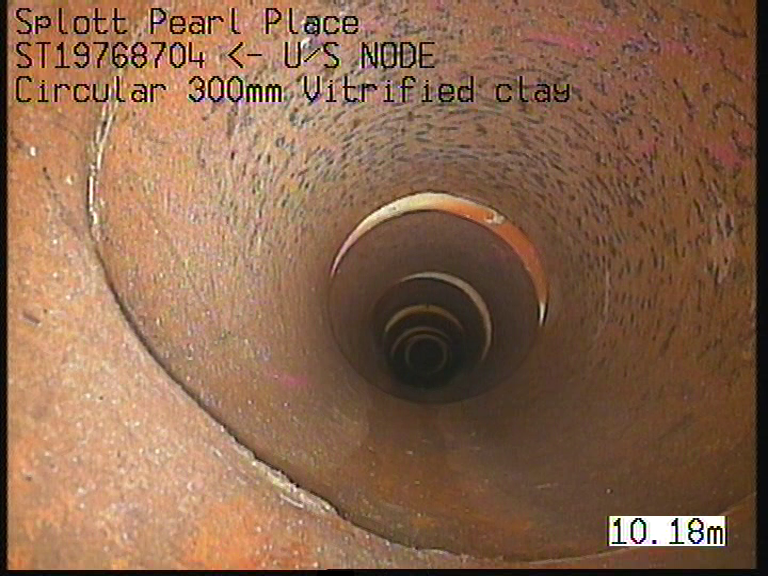 Splott Pearl Place
ST19768704 <- U/S NODE
Circular 300mm Vitrified clay
10.18m